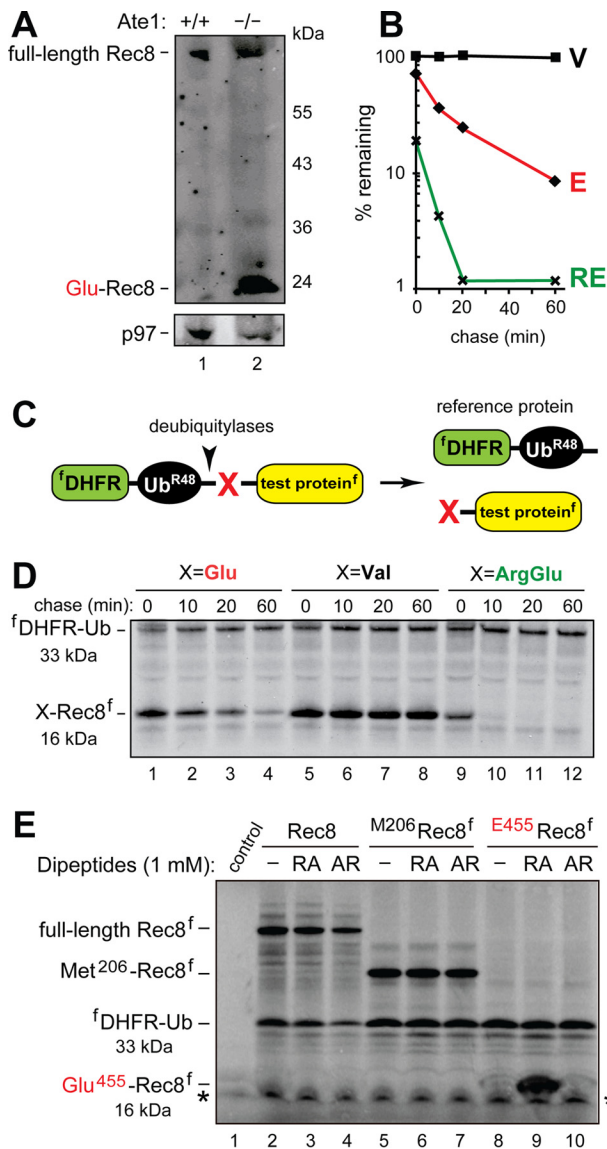 A
Ate1: +/+ −/−
kDa
full-length Rec8
55
43
36
24
Glu-Rec8
p97
1 2
B
% remaining
100
10
1
V
E
RE
0 20 40 60
chase (min)
C
deubiquitylases
reference protein
fDHFR UbR48 X test proteinf
fDHFR UbR48
X test proteinf
D
X=Glu X=Val X=ArgGlu
chase (min): 0 10 20 60 0 10 20 60 0 10 20 60
fDHFR-Ub
33 kDa
X-Rec8f
16 kDa
1 2 3 4 5 6 7 8 9 10 11 12
E
control
Rec8 M206Rec8f E455Rec8f
Dipeptides (1 mM): − RA AR − RA AR − RA AR
full-length Rec8f
Met206-Rec8f
fDHFR-Ub
33 kDa
Glu455-Rec8f
* *
16 kDa
1 2 3 4 5 6 7 8 9 10